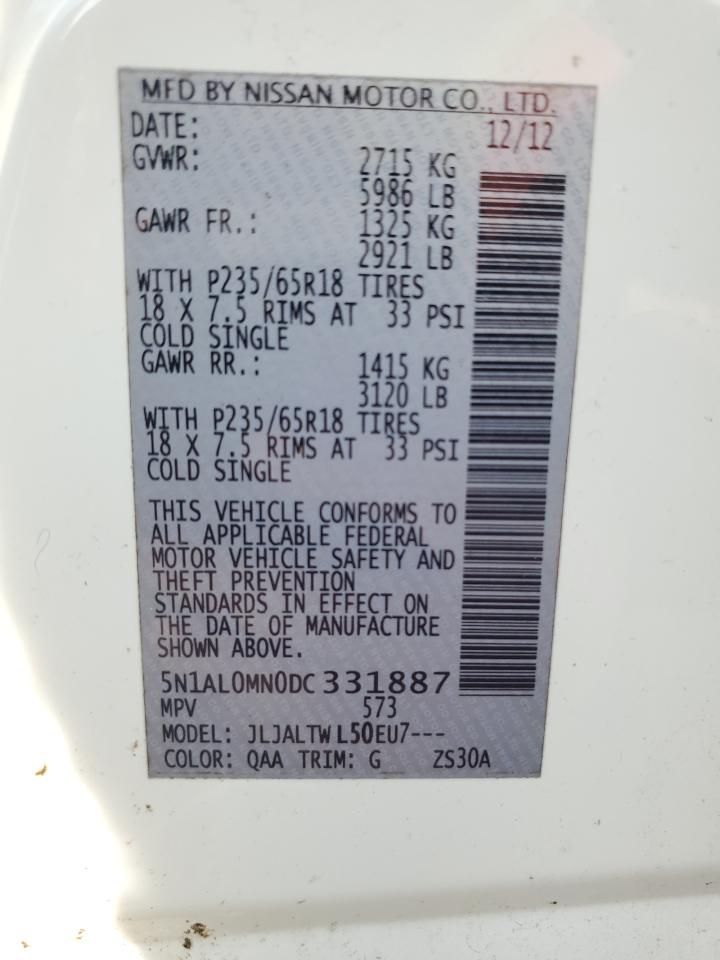 MFD BY NISSAN MOTOR CO., LTD.
DATE: 12/12
GVWR: 2715 KG
5986 LB
GAWR FR.: 1325 KG
2921 LB
WITH P235/65R18 TIRES
18 X 7.5 RIMS AT 33 PSI
COLD SINGLE
GAWR RR.: 1415 KG
3120 LB
WITH P235/65R18 TIRES
18 X 7.5 RIMS AT 33 PSI
COLD SINGLE
THIS VEHICLE CONFORMS TO
ALL APPLICABLE FEDERAL
MOTOR VEHICLE SAFETY AND
THEFT PREVENTION
STANDARDS IN EFFECT ON
THE DATE OF MANUFACTURE
SHOWN ABOVE.
5N1AL0MN0DC331887
MPV 573
MODEL: JLJALTWL50EU7---
COLOR: QAA TRIM: G ZS30A